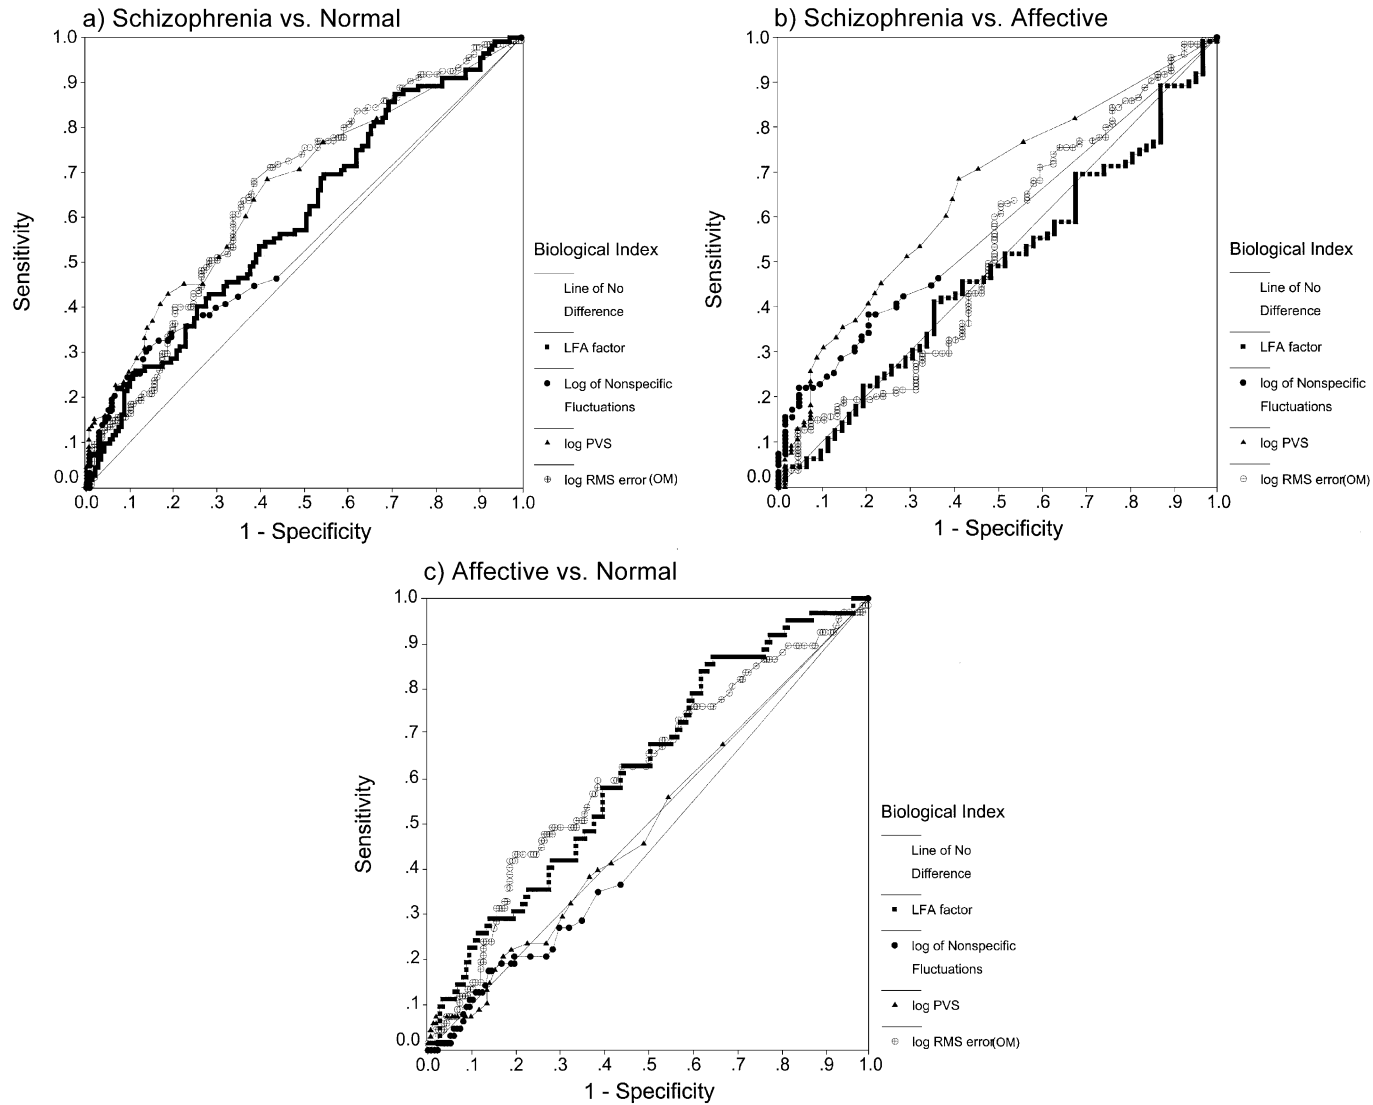 a) Schizophrenia vs. Normal
1.0
.9
.8
.7
.6
.5
.4
.3
.2
.1
0.0
Sensitivity
0.0 .1 .2 .3 .4 .5 .6 .7 .8 .9 1.0
1 - Specificity
Biological Index
Line of No
Difference
LFA factor
Log of Nonspecific
Fluctuations
log PVS
log RMS error(OM)
b) Schizophrenia vs. Affective
1.0
.9
.8
.7
.6
.5
.4
.3
.2
.1
0.0
Sensitivity
0.0 .1 .2 .3 .4 .5 .6 .7 .8 .9 1.0
1 - Specificity
Biological Index
Line of No
Difference
LFA factor
log of Nonspecific
Fluctuations
log PVS
log RMS error(OM)
c) Affective vs. Normal
1.0
.9
.8
.7
.6
.5
.4
.3
.2
.1
0.0
Sensitivity
0.0 .1 .2 .3 .4 .5 .6 .7 .8 .9 1.0
1 - Specificity
Biological Index
Line of No
Difference
LFA factor
log of Nonspecific
Fluctuations
log PVS
log RMS error(OM)